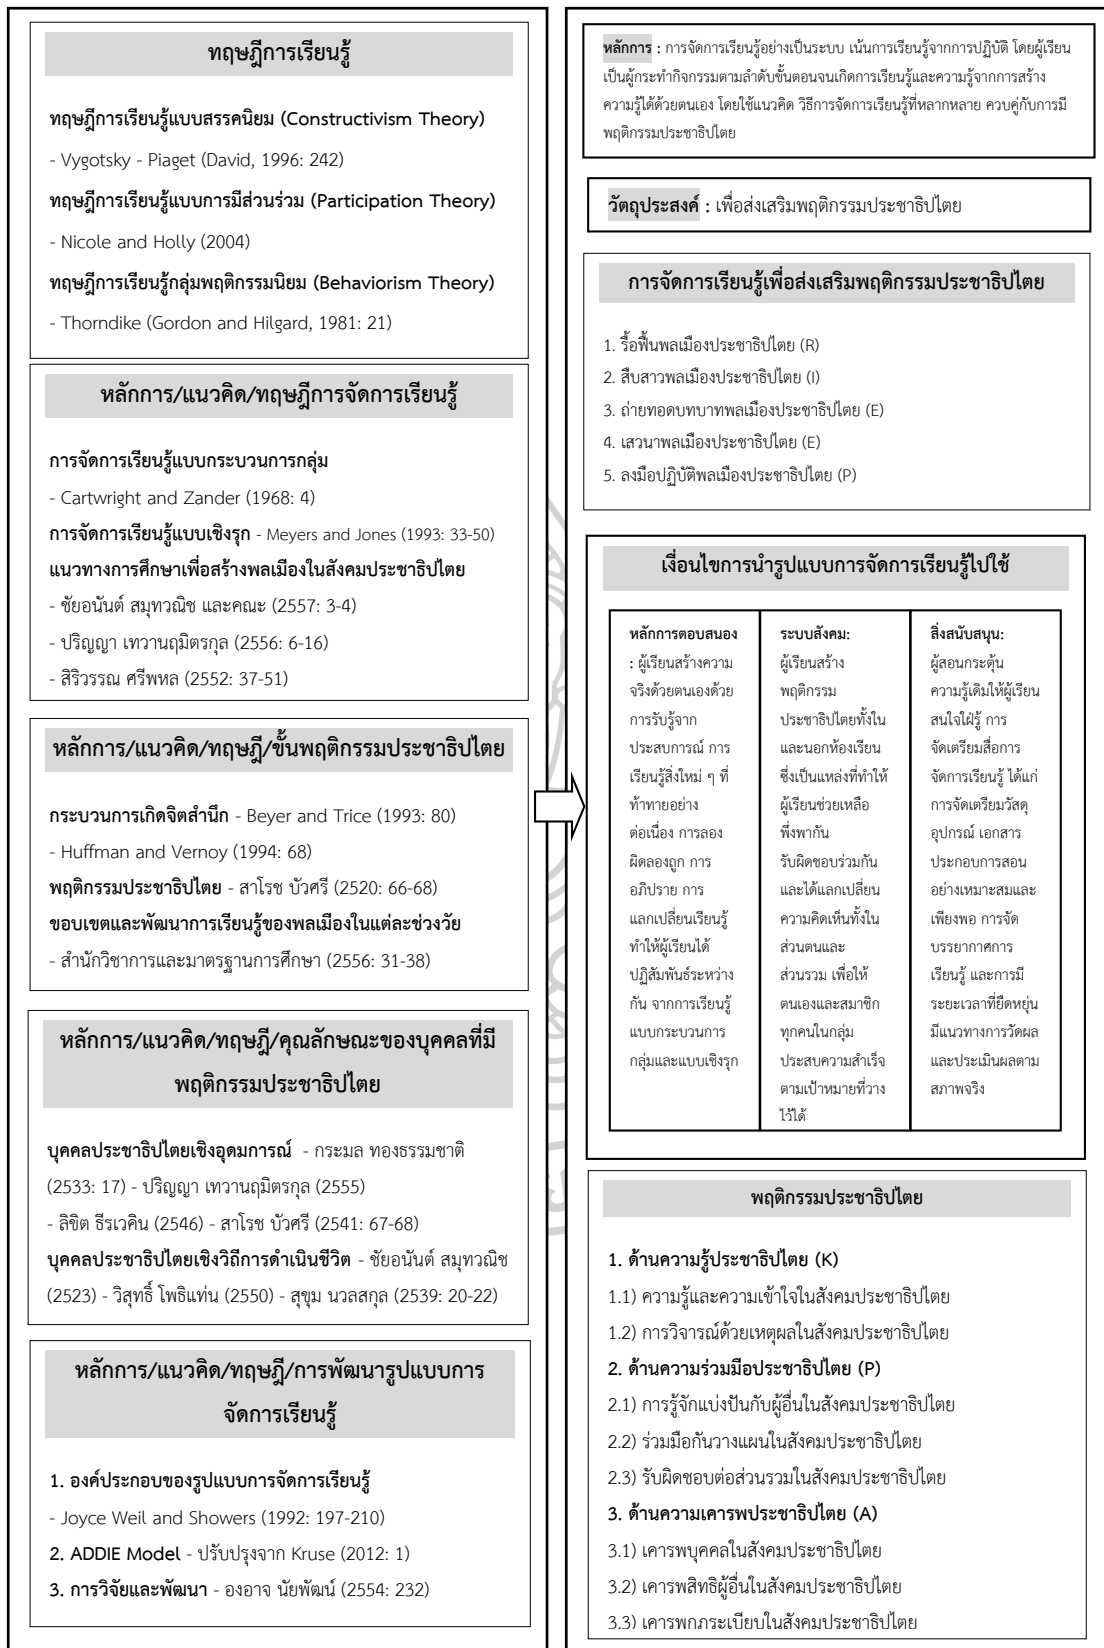 ทฤษฎีการเรียนรู้
ทฤษฎีการเรียนรู้แบบสรรคนิยม (Constructivism Theory)
- Vygotsky - Piaget (David, 1996: 242)
ทฤษฎีการเรียนรู้แบบการมีส่วนร่วม (Participation Theory)
- Nicole and Holly (2004)
ทฤษฎีการเรียนรู้กลุ่มพฤติกรรมนิยม (Behaviorism Theory)
- Thorndike (Gordon and Hilgard, 1981: 21)
หลักการ/แนวคิด/ทฤษฎีการจัดการเรียนรู้
การจัดการเรียนรู้แบบกระบวนการกลุ่ม
- Cartwright and Zander (1968: 4)
การจัดการเรียนรู้แบบเชิงรุก - Meyers and Jones (1993: 33-50)
แนวทางการศึกษาเพื่อสร้างพลเมืองในสังคมประชาธิปไตย
- ชัยอนันต์ สมุทวณิช และคณะ (2557: 3-4)
- ปริญญา เทวานฤมิตรกุล (2556: 6-16)
- สิริวรรณ ศรีพหล (2552: 37-51)
หลักการ/แนวคิด/ทฤษฎี/ขั้นพฤติกรรมประชาธิปไตย
กระบวนการเกิดจิตสำนึก - Beyer and Trice (1993: 80)
- Huffman and Vernoy (1994: 68)
พฤติกรรมประชาธิปไตย - สาโรช บัวศรี (2520: 66-68)
ขอบเขตและพัฒนาการเรียนรู้ของพลเมืองในแต่ละช่วงวัย
- สำนักวิชาการและมาตรฐานการศึกษา (2556: 31-38)
หลักการ/แนวคิด/ทฤษฎี/คุณลักษณะของบุคคลที่มี
พฤติกรรมประชาธิปไตย
บุคคลประชาธิปไตยเชิงอุดมการณ์ - กระมล ทองธรรมชาติ
(2533: 17) - ปริญญา เทวานฤมิตรกุล (2555)
- ลิขิต ธีรเวคิน (2546) - สาโรช บัวศรี (2541: 67-68)
บุคคลประชาธิปไตยเชิงวิถีการดำเนินชีวิต - ชัยอนันต์ สมุทวณิช
(2523) - วิสุทธิ์ โพธิแท่น (2550) - สุขุม นวลสกุล (2539: 20-22)
หลักการ/แนวคิด/ทฤษฎี/การพัฒนารูปแบบการ
จัดการเรียนรู้
1. องค์ประกอบของรูปแบบการจัดการเรียนรู้
- Joyce Weil and Showers (1992: 197-210)
2. ADDIE Model - ปรับปรุงจาก Kruse (2012: 1)
3. การวิจัยและพัฒนา - องอาจ นัยพัฒน์ (2554: 232)
หลักการ : การจัดการเรียนรู้อย่างเป็นระบบ เน้นการเรียนรู้จากการปฏิบัติ โดยผู้เรียน
เป็นผู้กระทำกิจกรรมตามลำดับขั้นตอนจนเกิดการเรียนรู้และความรู้จากการสร้าง
ความรู้ได้ด้วยตนเอง โดยใช้แนวคิด วิธีการจัดการเรียนรู้ที่หลากหลาย ควบคู่กับการมี
พฤติกรรมประชาธิปไตย
วัตถุประสงค์ : เพื่อส่งเสริมพฤติกรรมประชาธิปไตย
การจัดการเรียนรู้เพื่อส่งเสริมพฤติกรรมประชาธิปไตย
1. รื้อฟื้นพลเมืองประชาธิปไตย (R)
2. สืบสาวพลเมืองประชาธิปไตย (I)
3. ถ่ายทอดบทบาทพลเมืองประชาธิปไตย (E)
4. เสวนาพลเมืองประชาธิปไตย (E)
5. ลงมือปฏิบัติพลเมืองประชาธิปไตย (P)
เงื่อนไขการนำรูปแบบการจัดการเรียนรู้ไปใช้
หลักการตอบสนอง
: ผู้เรียนสร้างความ
จริงด้วยตนเองด้วย
การรับรู้จาก
ประสบการณ์ การ
เรียนรู้สิ่งใหม่ ๆ ที่
ท้าทายอย่าง
ต่อเนื่อง การลอง
ผิดลองถูก การ
อภิปราย การ
แลกเปลี่ยนเรียนรู้
ทำให้ผู้เรียนได้
ปฏิสัมพันธ์ระหว่าง
กัน จากการเรียนรู้
แบบกระบวนการ
กลุ่มและแบบเชิงรุก
ระบบสังคม:
ผู้เรียนสร้าง
พฤติกรรม
ประชาธิปไตยทั้งใน
และนอกห้องเรียน
ซึ่งเป็นแหล่งที่ทำให้
ผู้เรียนช่วยเหลือ
พึ่งพากัน
รับผิดชอบร่วมกัน
และได้แลกเปลี่ยน
ความคิดเห็นทั้งใน
ส่วนตนและ
ส่วนรวม เพื่อให้
ตนเองและสมาชิก
ทุกคนในกลุ่ม
ประสบความสำเร็จ
ตามเป้าหมายที่วาง
ไว้ได้
สิ่งสนับสนุน:
ผู้สอนกระตุ้น
ความรู้เดิมให้ผู้เรียน
สนใจใฝ่รู้ การ
จัดเตรียมสื่อการ
จัดการเรียนรู้ ได้แก่
การจัดเตรียมวัสดุ
อุปกรณ์ เอกสาร
ประกอบการสอน
อย่างเหมาะสมและ
เพียงพอ การจัด
บรรยากาศการ
เรียนรู้ และการมี
ระยะเวลาที่ยืดหยุ่น
มีแนวทางการวัดผล
และประเมินผลตาม
สภาพจริง
พฤติกรรมประชาธิปไตย
1. ด้านความรู้ประชาธิปไตย (K)
1.1) ความรู้และความเข้าใจในสังคมประชาธิปไตย
1.2) การวิจารณ์ด้วยเหตุผลในสังคมประชาธิปไตย
2. ด้านความร่วมมือประชาธิปไตย (P)
2.1) การรู้จักแบ่งปันกับผู้อื่นในสังคมประชาธิปไตย
2.2) ร่วมมือกันวางแผนในสังคมประชาธิปไตย
2.3) รับผิดชอบต่อส่วนรวมในสังคมประชาธิปไตย
3. ด้านความเคารพประชาธิปไตย (A)
3.1) เคารพบุคคลในสังคมประชาธิปไตย
3.2) เคารพสิทธิผู้อื่นในสังคมประชาธิปไตย
3.3) เคารพกฎระเบียบในสังคมประชาธิปไตย